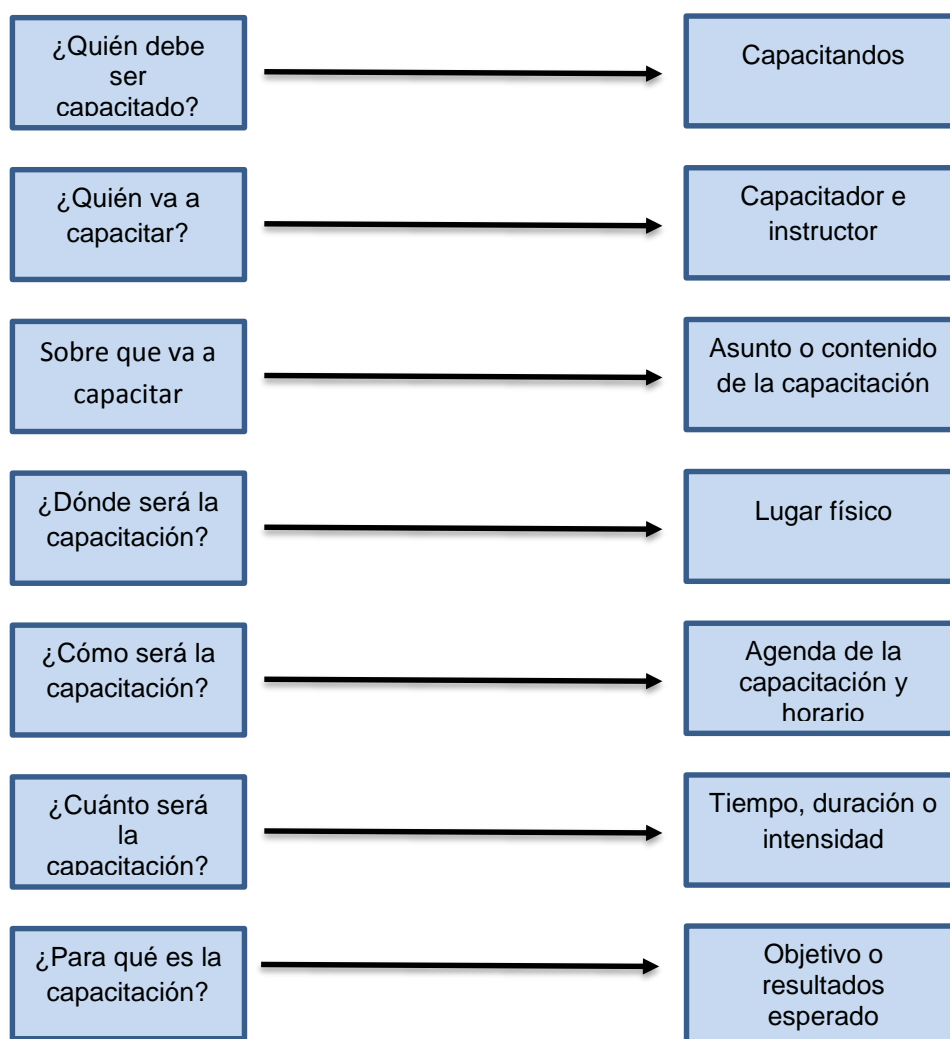 ¿Quién debe
ser
capacitado?
Capacitandos
¿Quién va a
capacitar?
Capacitador e
instructor
Sobre que va a
capacitar
Asunto o contenido
de la capacitación
¿Dónde será la
capacitación?
Lugar físico
¿Cómo será la
capacitación?
Agenda de la
capacitación y
horario
¿Cuánto será
la
capacitación?
Tiempo, duración o
intensidad
¿Para qué es la
capacitación?
Objetivo o
resultados
esperado